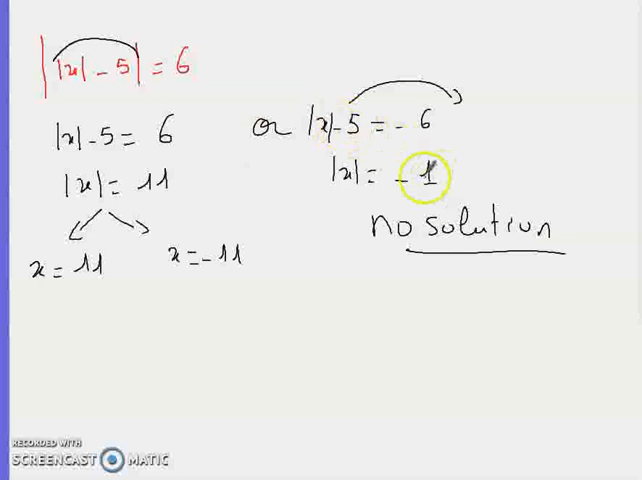 ||x| - 5| = 6
|x| - 5 = 6
|x| = 11
x = 11 x = -11
or |x| - 5 = - 6
|x| = - 1
no solution
RECORDED WITH
SCREENCAST MATIC